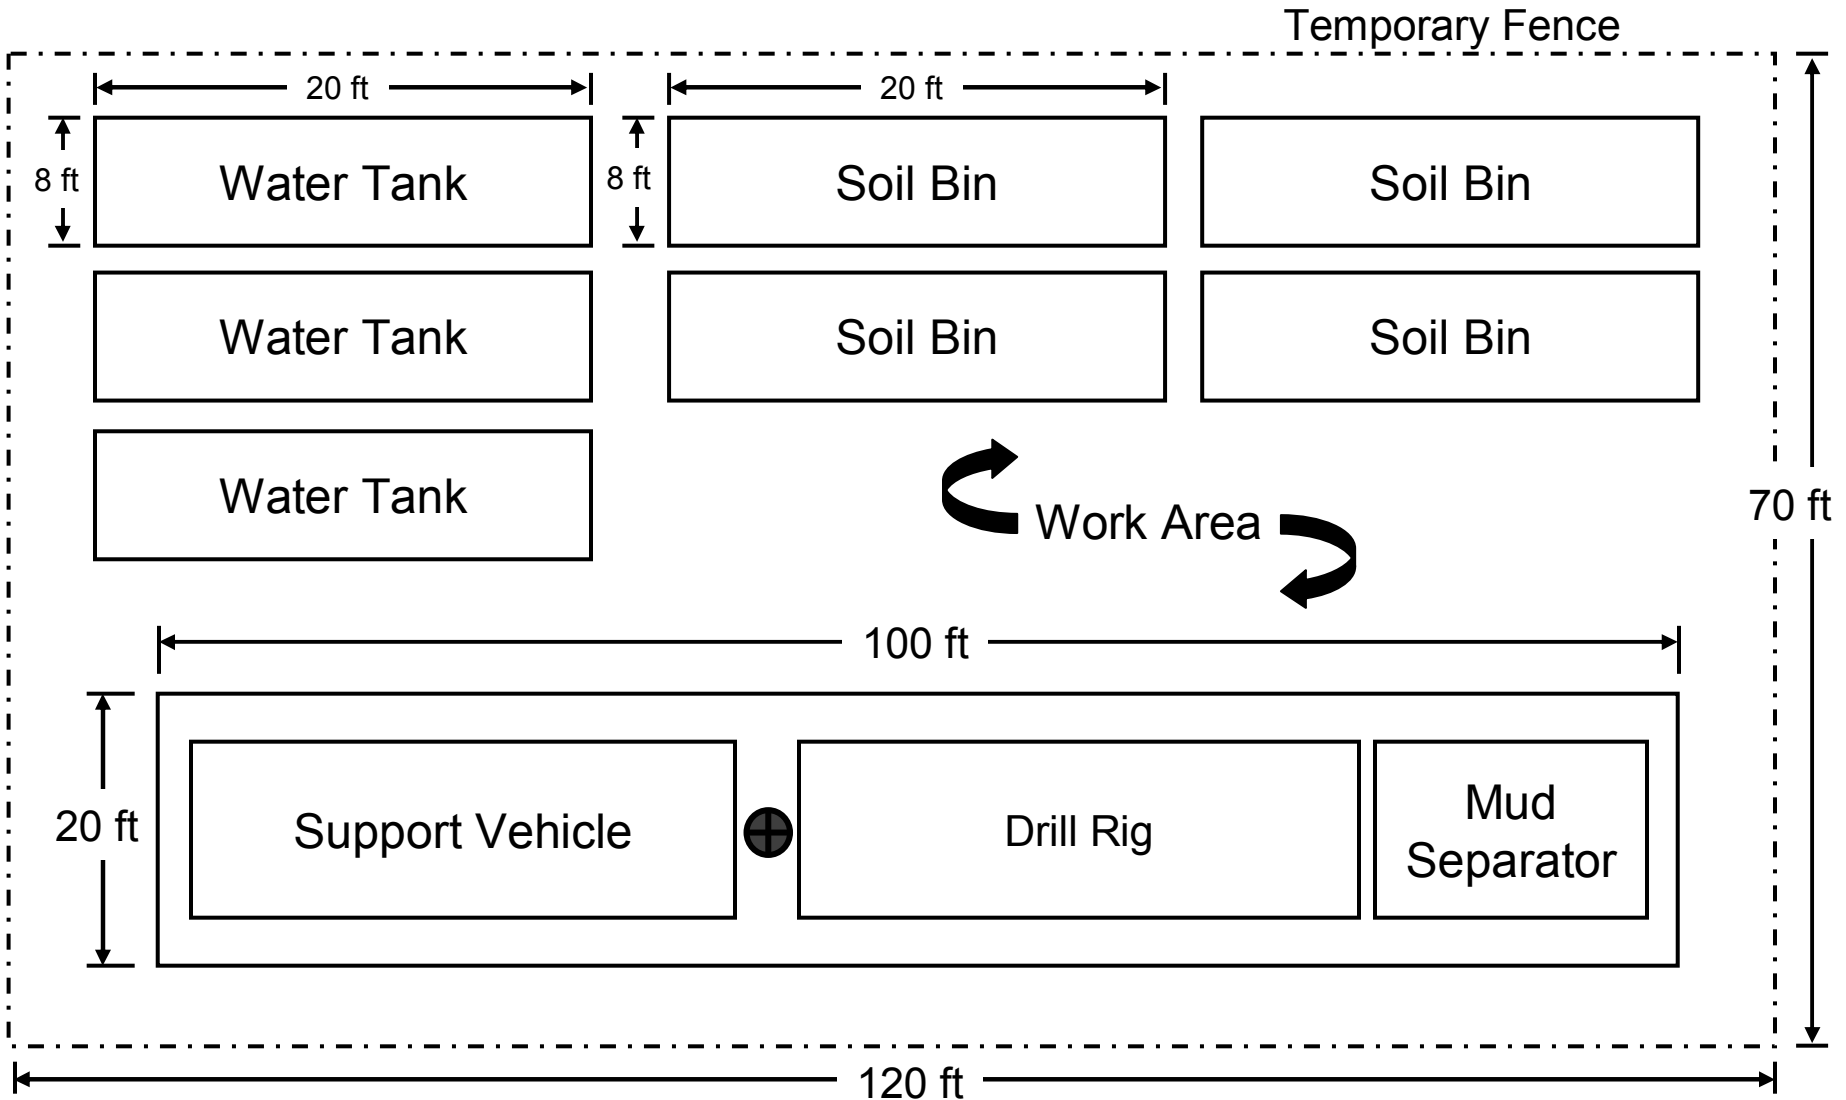 Temporary Fence
20 ft
20 ft
8 ft
Water Tank
8 ft
Soil Bin
Soil Bin
Water Tank
Soil Bin
Soil Bin
Water Tank
Work Area
70 ft
100 ft
20 ft
Support Vehicle
Drill Rig
Mud
Separator
120 ft